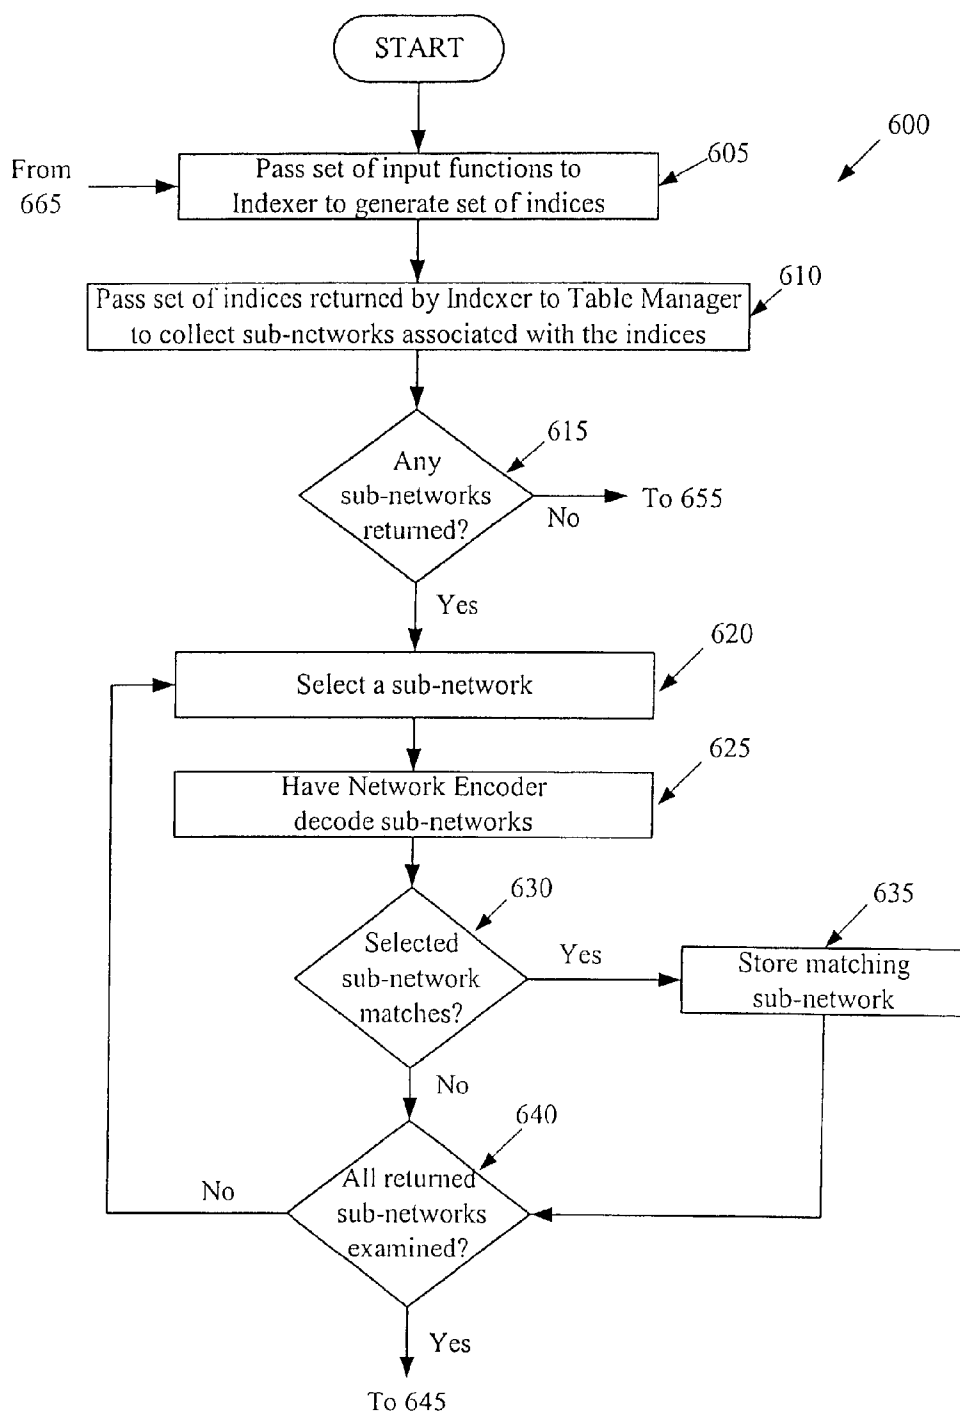 START
600
605
From
665
Pass set of input functions to
Indexer to generate set of indices
610
Pass set of indices returned by Indexer to Table Manager
to collect sub-networks associated with the indices
615
Any
sub-networks
returned?
No
To 655
Yes
620
Select a sub-network
625
Have Network Encoder
decode sub-networks
630
Selected
sub-network
matches?
Yes
635
Store matching
sub-network
No
640
All returned
sub-networks
examined?
No
Yes
To 645